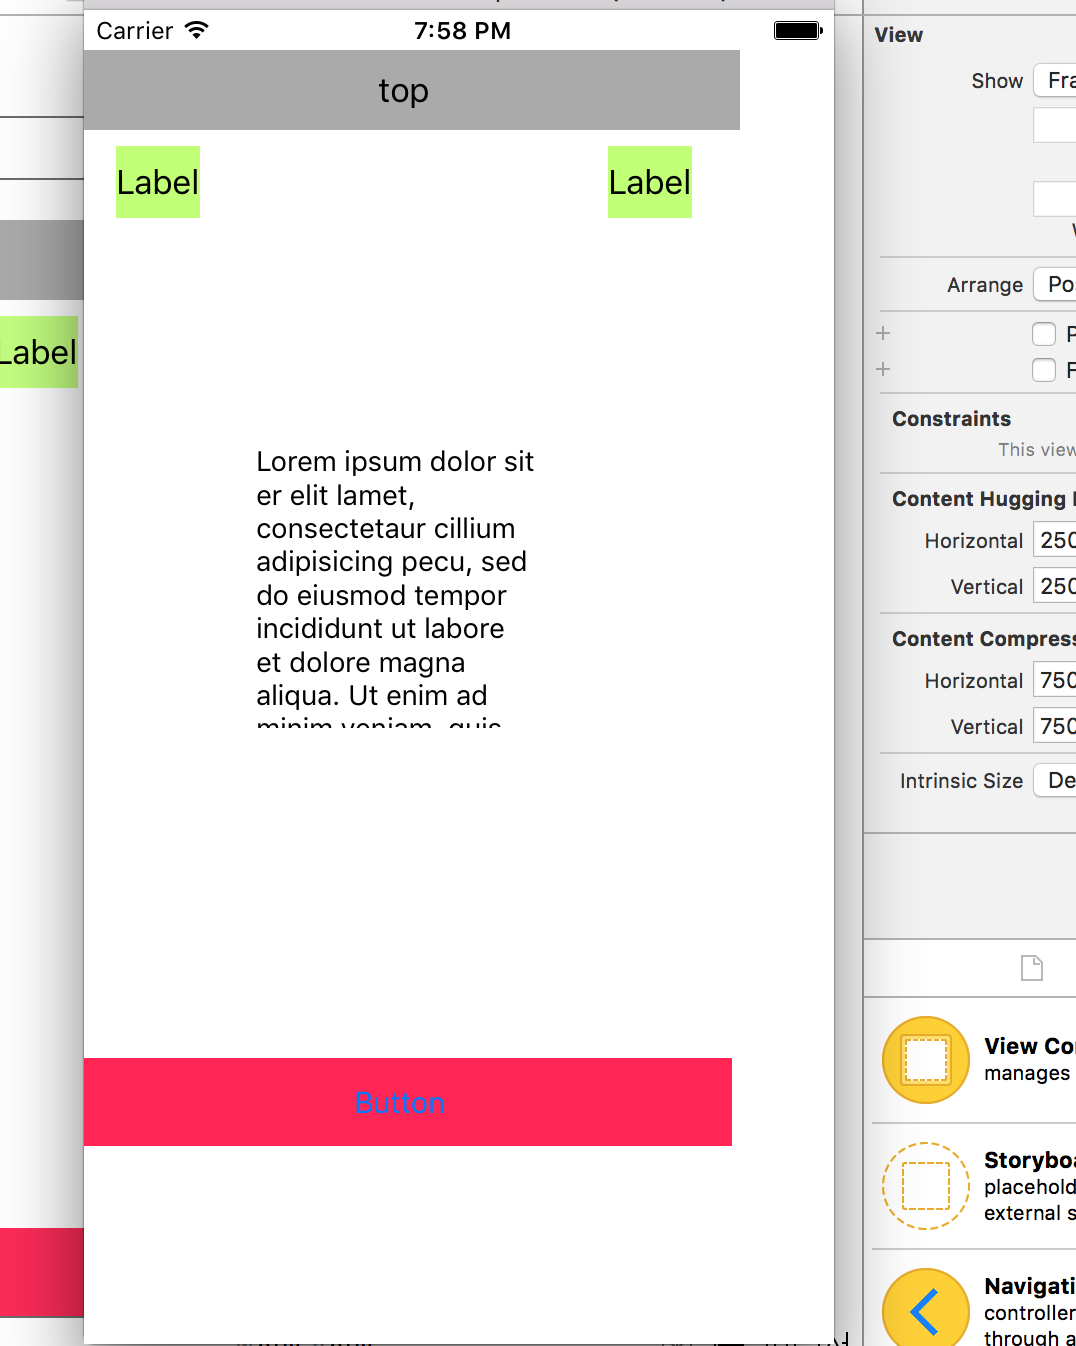 Carrier 7:58 PM
top
Label Label
Label
Lorem ipsum dolor sit
er elit lamet,
consectetaur cillium
adipisicing pecu, sed
do eiusmod tempor
incididunt ut labore
et dolore magna
aliqua. Ut enim ad
minim veniam, quis
Button
View
Show Fra
Arrange Po
P
F
Constraints
This view
Content Hugging
Horizontal 250
Vertical 250
Content Compress
Horizontal 750
Vertical 750
Intrinsic Size De
View Co
manages
Storyboa
placehold
external s
Navigati
controller
through a